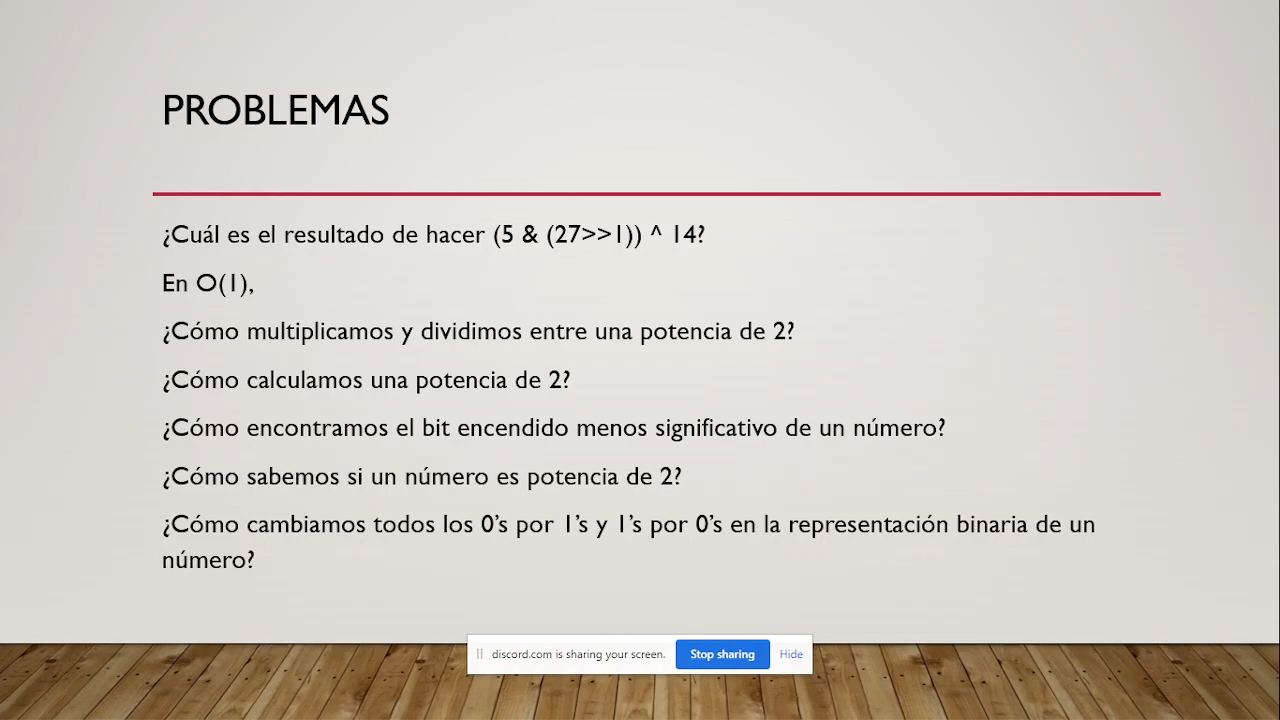 PROBLEMAS
¿Cuál es el resultado de hacer (5 & (27>>1)) ^ 14?
En O(1),
¿Cómo multiplicamos y dividimos entre una potencia de 2?
¿Cómo calculamos una potencia de 2?
¿Cómo encontramos el bit encendido menos significativo de un número?
¿Cómo sabemos si un número es potencia de 2?
¿Cómo cambiamos todos los 0’s por 1’s y 1’s por 0’s en la representación binaria de un
número?
discord.com is sharing your screen. Stop sharing Hide